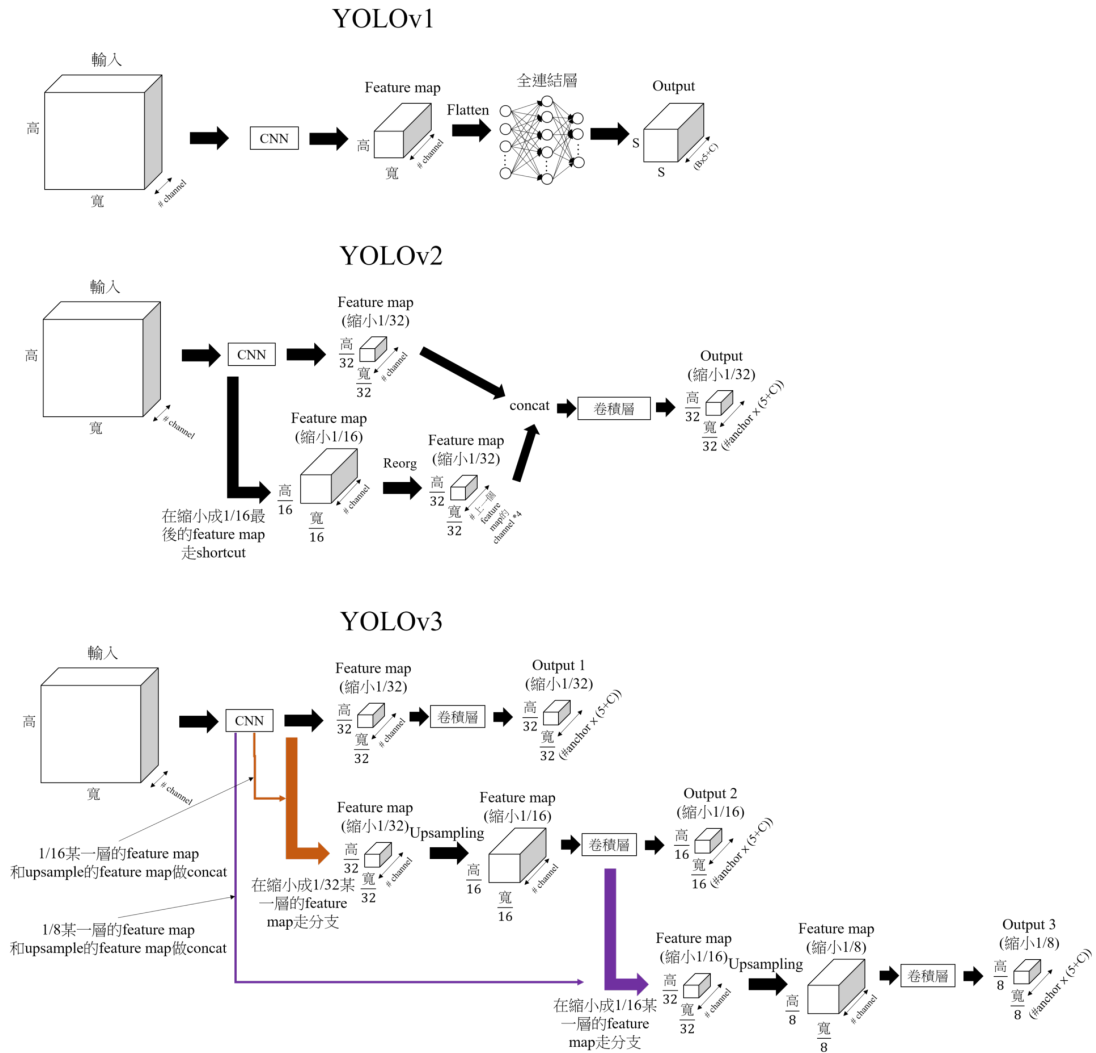 YOLOv1
輸入
高
寬
# channel
CNN
Feature map
高
寬
# channel
Flatten
全連結層
Output
S
S
(Bx5+C)
YOLOv2
輸入
高
寬
# channel
CNN
Feature map
(縮小1/32)
高
32
寬
32
# channel
在縮小成1/16最
後的feature map
走shortcut
Feature map
(縮小1/16)
高
16
寬
16
# channel
Reorg
Feature map
(縮小1/32)
高
32
寬
32
# 上一個
feature
map的
channel *4
concat
卷積層
Output
(縮小1/32)
高
32
寬
32
(#anchor x (5+C))
YOLOv3
輸入
高
寬
# channel
CNN
Feature map
(縮小1/32)
高
32
寬
32
# channel
卷積層
Output 1
(縮小1/32)
高
32
寬
32
(#anchor x (5+C))
1/16某一層的feature map
和upsample的feature map做concat
1/8某一層的feature map
和upsample的feature map做concat
在縮小成1/32某
一層的feature
map走分支
Feature map
(縮小1/32)
高
32
寬
32
# channel
Upsampling
Feature map
(縮小1/16)
高
16
寬
16
# channel
卷積層
Output 2
(縮小1/16)
高
16
寬
16
(#anchor x (5+C))
在縮小成1/16某
一層的feature
map走分支
Feature map
(縮小1/16)
高
32
寬
32
# channel
Upsampling
Feature map
(縮小1/8)
高
8
寬
8
# channel
卷積層
Output 3
(縮小1/8)
高
8
寬
8
(#anchor x (5+C))